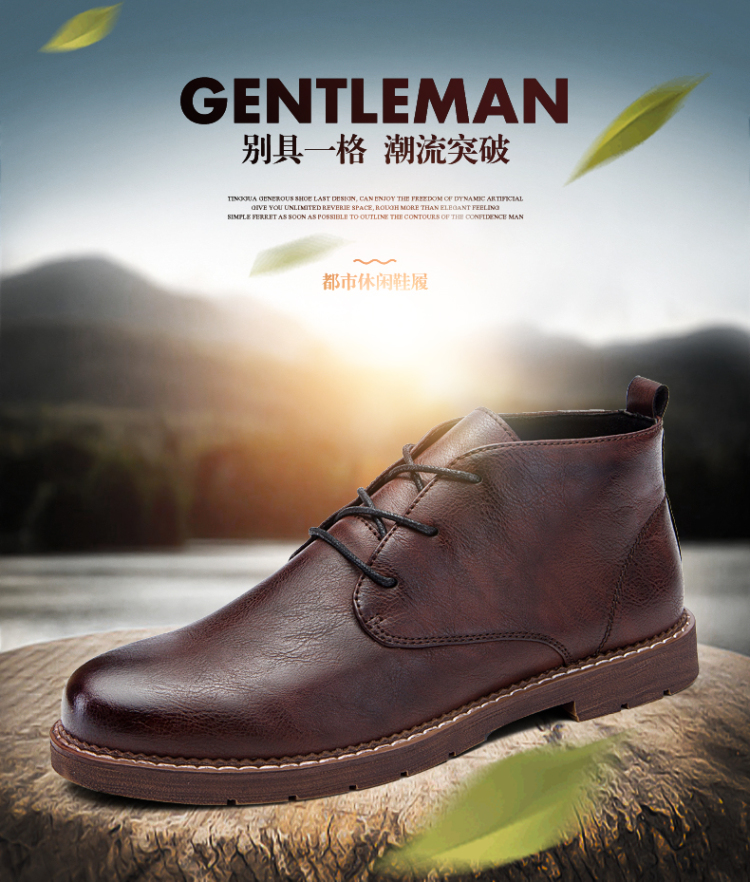 GENTLEMAN
别具一格 潮流突破
TINGGUA GENEROUS SHOE LAST DESIGN, CAN ENJOY THE FREEDOM OF DYNAMIC ARTIFICIAL
GIVE YOU UNLIMITED REVERIE SPACE, ROUGH MORE THAN ELEGANT FEELING
SIMPLE FERRET AS SOON AS POSSIBLE TO OUTLINE THE CONTOURS OF THE CONFIDENCE MAN
都市休闲鞋履